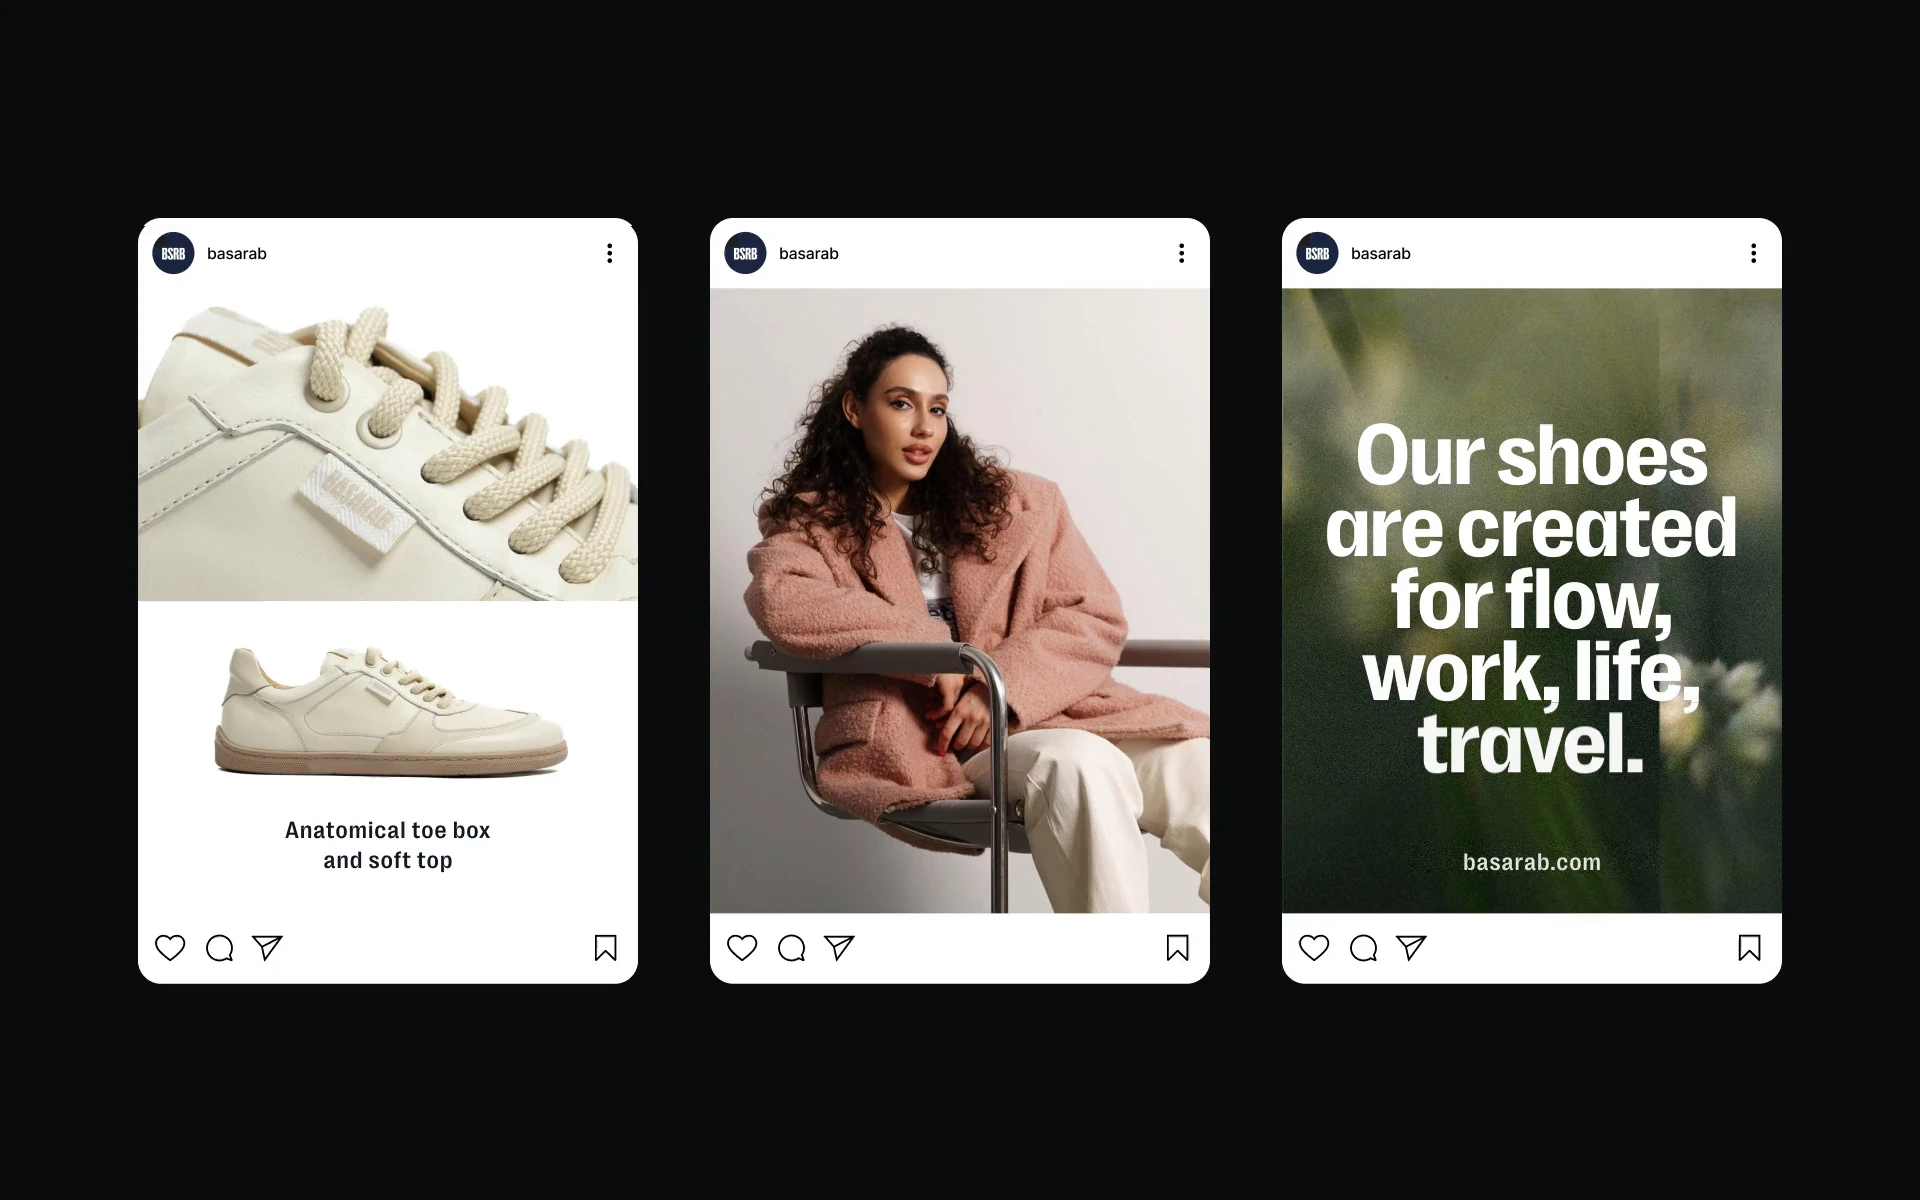 BSRB
basarab
BASARAB
Anatomical toe box
and soft top
BSRB
basarab
BSRB
basarab
Our shoes
are created
for flow,
work, life,
travel.
basarab.com